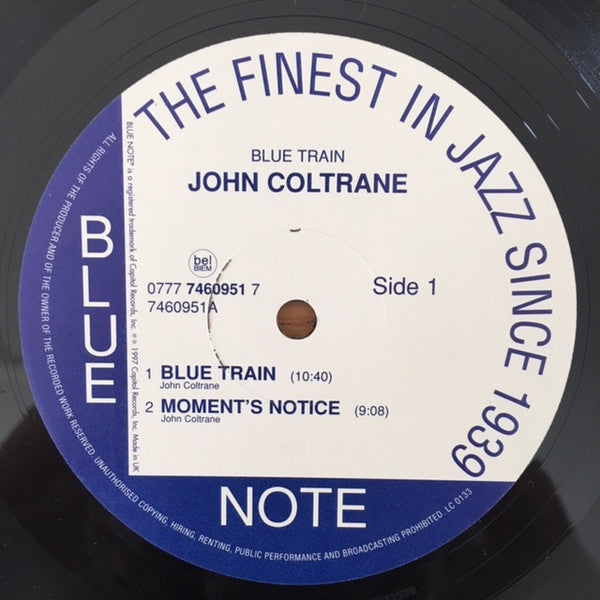 THE FINEST IN JAZZ SINCE 1939
BLUE TRAIN
JOHN COLTRANE
bel
BIEM
0777 7460951 7
7460951A
Side 1
1 BLUE TRAIN (10:40)
John Coltrane
2 MOMENT'S NOTICE (9:08)
John Coltrane
BLUE
NOTE
BLUE NOTE® is a registered trademark of Capitol Records, Inc. ℗ © 1997 Capitol Records, Inc. Made in UK
ALL RIGHTS OF THE PRODUCER AND OF THE OWNER OF THE RECORDED WORK RESERVED. UNAUTHORISED COPYING, HIRING, RENTING, PUBLIC PERFORMANCE AND BROADCASTING PROHIBITED. LC 0133